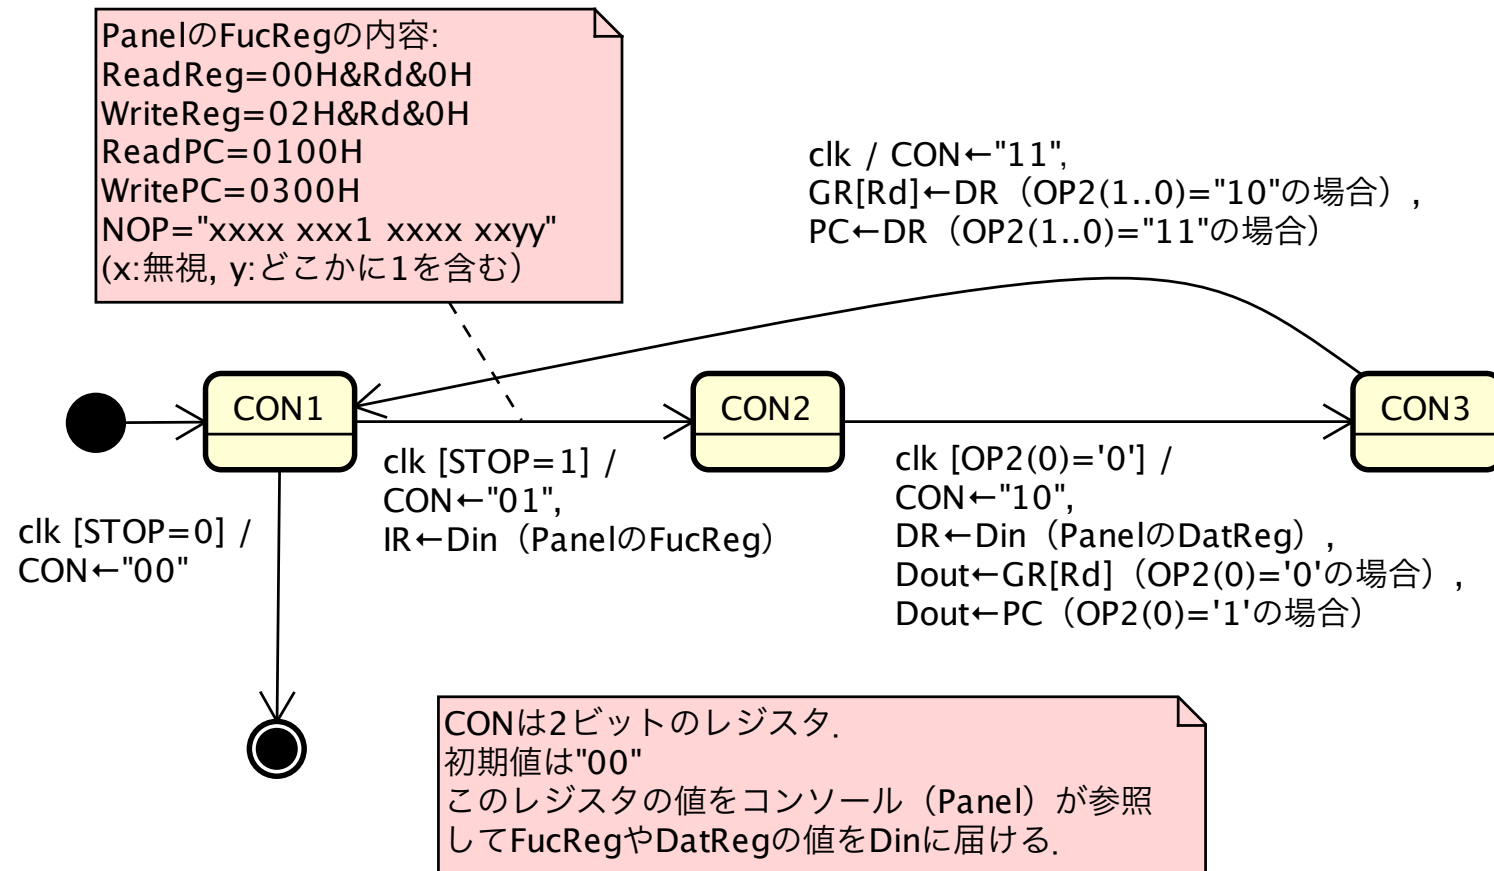 PanelのFucRegの内容:
ReadReg=00H&Rd&0H
WriteReg=02H&Rd&0H
ReadPC=0100H
WritePC=0300H
NOP="xxxx xxx1 xxxx xxyy"
(x:無視, y:どこかに1を含む）
clk / CON←"11",
GR[Rd]←DR（OP2(1..0)="10"の場合）,
PC←DR（OP2(1..0)="11"の場合）
CON1
CON2
CON3
clk [STOP=1] /
CON←"01",
IR←Din（PanelのFucReg）
clk [OP2(0)='0'] /
CON←"10",
DR←Din（PanelのDatReg）,
Dout←GR[Rd]（OP2(0)='0'の場合）,
Dout←PC（OP2(0)='1'の場合）
clk [STOP=0] /
CON←"00"
CONは2ビットのレジスタ.
初期値は"00"
このレジスタの値をコンソール（Panel）が参照
してFucRegやDatRegの値をDinに届ける.